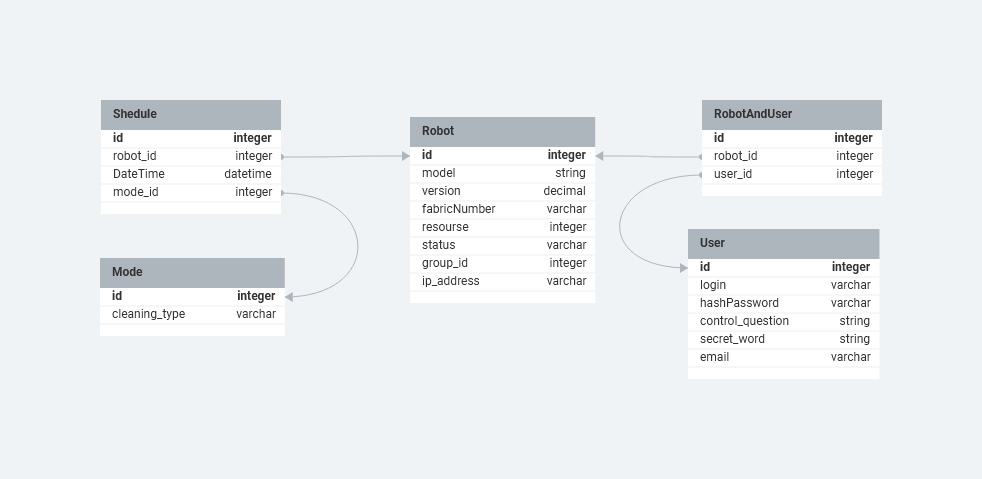 Shedule
id integer
robot_id integer
DateTime datetime
mode_id integer
Mode
id integer
cleaning_type varchar
Robot
id integer
model string
version decimal
fabricNumber varchar
resourse integer
status varchar
group_id integer
ip_address varchar
RobotAndUser
id integer
robot_id integer
user_id integer
User
id integer
login varchar
hashPassword varchar
control_question string
secret_word string
email varchar